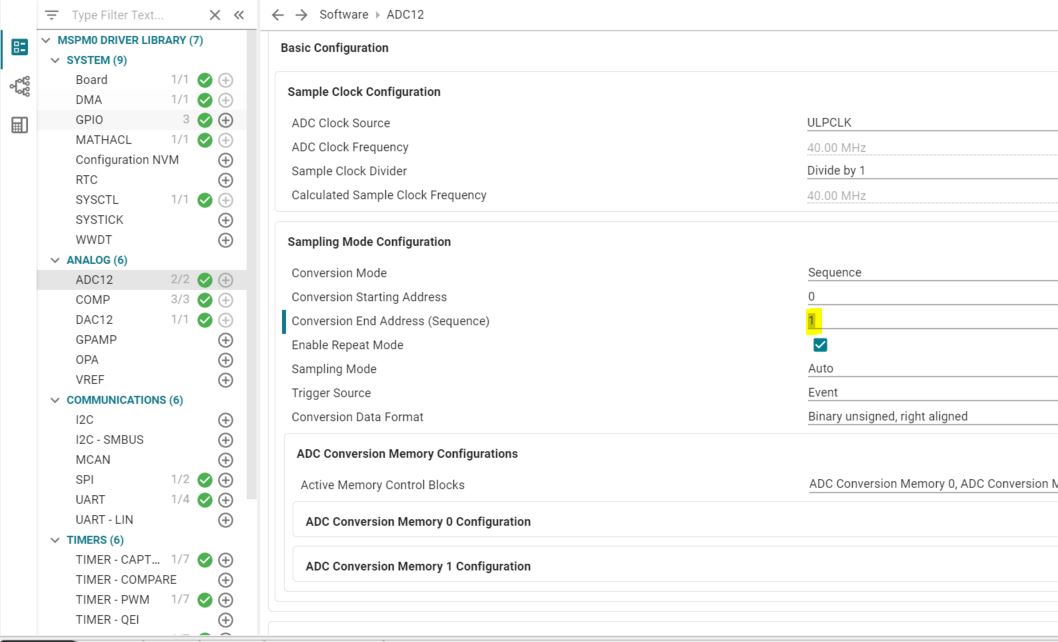 Type Filter Text...
MSPM0 DRIVER LIBRARY (7)
SYSTEM (9)
Board 1/1
DMA 1/1
GPIO 3
MATHACL 1/1
Configuration NVM
RTC
SYSCTL 1/1
SYSTICK
WWDT
ANALOG (6)
ADC12 2/2
COMP 3/3
DAC12 1/1
GPAMP
OPA
VREF
COMMUNICATIONS (6)
I2C
I2C - SMBUS
MCAN
SPI 1/2
UART 1/4
UART - LIN
TIMERS (6)
TIMER - CAPT... 1/7
TIMER - COMPARE
TIMER - PWM 1/7
TIMER - QEI
Software › ADC12
Basic Configuration
Sample Clock Configuration
ADC Clock Source ULPCLK
ADC Clock Frequency 40.00 MHz
Sample Clock Divider Divide by 1
Calculated Sample Clock Frequency 40.00 MHz
Sampling Mode Configuration
Conversion Mode Sequence
Conversion Starting Address 0
Conversion End Address (Sequence) 1
Enable Repeat Mode
Sampling Mode Auto
Trigger Source Event
Conversion Data Format Binary unsigned, right aligned
ADC Conversion Memory Configurations
Active Memory Control Blocks ADC Conversion Memory 0, ADC Conversion M
ADC Conversion Memory 0 Configuration
ADC Conversion Memory 1 Configuration